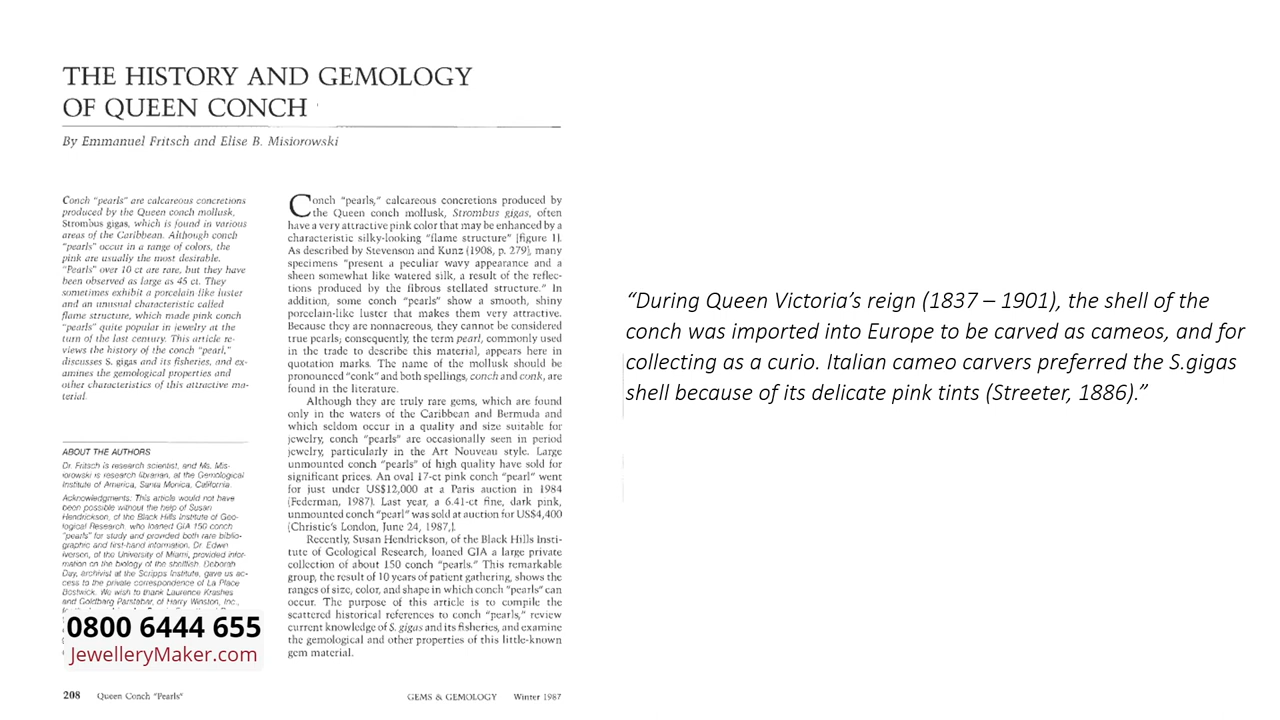 THE HISTORY AND GEMOLOGY
OF QUEEN CONCH
By Emmanuel Fritsch and Elise B. Misiorowski
Conch "pearls" are calcareous concretions
produced by the Queen conch mollusk,
Strombus gigas, which is found in various
areas of the Caribbean. Although conch
"pearls" occur in a range of colors, the
pink are usually the most desirable.
"Pearls" over 10 ct are rare, but they have
been observed as large as 45 ct. They
sometimes exhibit a porcelain like luster
and an unusual characteristic called
flame structure, which made pink conch
"pearls" quite popular in jewelry at the
turn of the last century. This article re-
views the history of the conch "pearl,"
discusses S. gigas and its fisheries, and ex-
amines the gemological properties and
other characteristics of this attractive ma-
terial.
ABOUT THE AUTHORS
Dr. Fritsch is research scientist, and Ms. Mis-
iorowski is research librarian, at the Gemological
Institute of America, Santa Monica, California.
Acknowledgments: This article would not have
been possible without the help of Susan
Hendrickson, of the Black Hills Institute of Geo-
logical Research, who loaned GIA 150 conch
"pearls" for study and provided both rare biblio-
graphic and first-hand information. Dr. Edwin
Iversen, of the University of Miami, provided infor-
mation on the biology of the shellfish. Deborah
Day, archivist at the Scripps Institute, gave us ac-
cess to the private correspondence of La Place
Bostwick. We wish to thank Laurence Krashes
and Goldberg Parstabar, of Harry Winston, Inc.,
0800 6444 655
JewelleryMaker.com
Conch "pearls," calcareous concretions produced by
the Queen conch mollusk, Strombus gigas, often
have a very attractive pink color that may be enhanced by a
characteristic silky-looking "flame structure" (figure 1).
As described by Stevenson and Kunz (1908, p. 279), many
specimens "present a peculiar wavy appearance and a
sheen somewhat like watered silk, a result of the reflec-
tions produced by the fibrous stellated structure." In
addition, some conch "pearls" show a smooth, shiny
porcelain-like luster that makes them very attractive.
Because they are nonnacreous, they cannot be considered
true pearls; consequently, the term pearl, commonly used
in the trade to describe this material, appears here in
quotation marks. The name of the mollusk should be
pronounced "conk" and both spellings, conch and conk, are
found in the literature.
Although they are truly rare gems, which are found
only in the waters of the Caribbean and Bermuda and
which seldom occur in a quality and size suitable for
jewelry, conch "pearls" are occasionally seen in period
jewelry, particularly in the Art Nouveau style. Large
unmounted conch "pearls" of high quality have sold for
significant prices. An oval 17-ct pink conch "pearl" went
for just under US$12,000 at a Paris auction in 1984
(Federman, 1987). Last year, a 6.41-ct fine, dark pink,
unmounted conch "pearl" was sold at auction for US$4,400
(Christie's London, June 24, 1987,).
Recently, Susan Hendrickson, of the Black Hills Insti-
tute of Geological Research, loaned GIA a large private
collection of about 150 conch "pearls." This remarkable
group, the result of 10 years of patient gathering, shows the
ranges of size, color, and shape in which conch "pearls" can
occur. The purpose of this article is to compile the
scattered historical references to conch "pearls," review
current knowledge of S. gigas and its fisheries, and examine
the gemological and other properties of this little-known
gem material.
208 Queen Conch "Pearls"
GEMS & GEMOLOGY Winter 1987
“During Queen Victoria’s reign (1837 – 1901), the shell of the
conch was imported into Europe to be carved as cameos, and for
collecting as a curio. Italian cameo carvers preferred the S.gigas
shell because of its delicate pink tints (Streeter, 1886).”